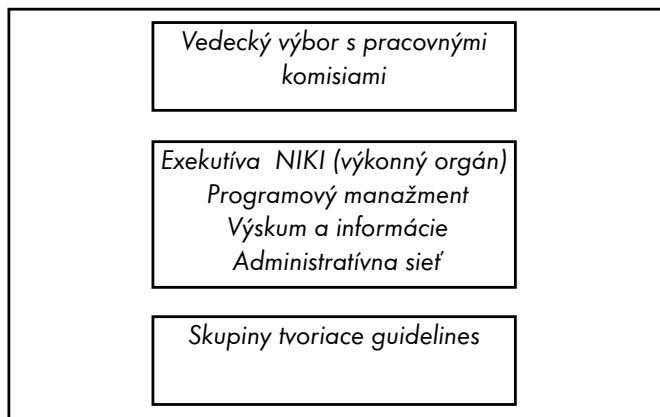 Vedecký výbor s pracovnými
komisiami
Exekutíva NIKI (výkonný orgán)
Programový manažment
Výskum a informácie
Administratívna sieť
Skupiny tvoriace guidelines